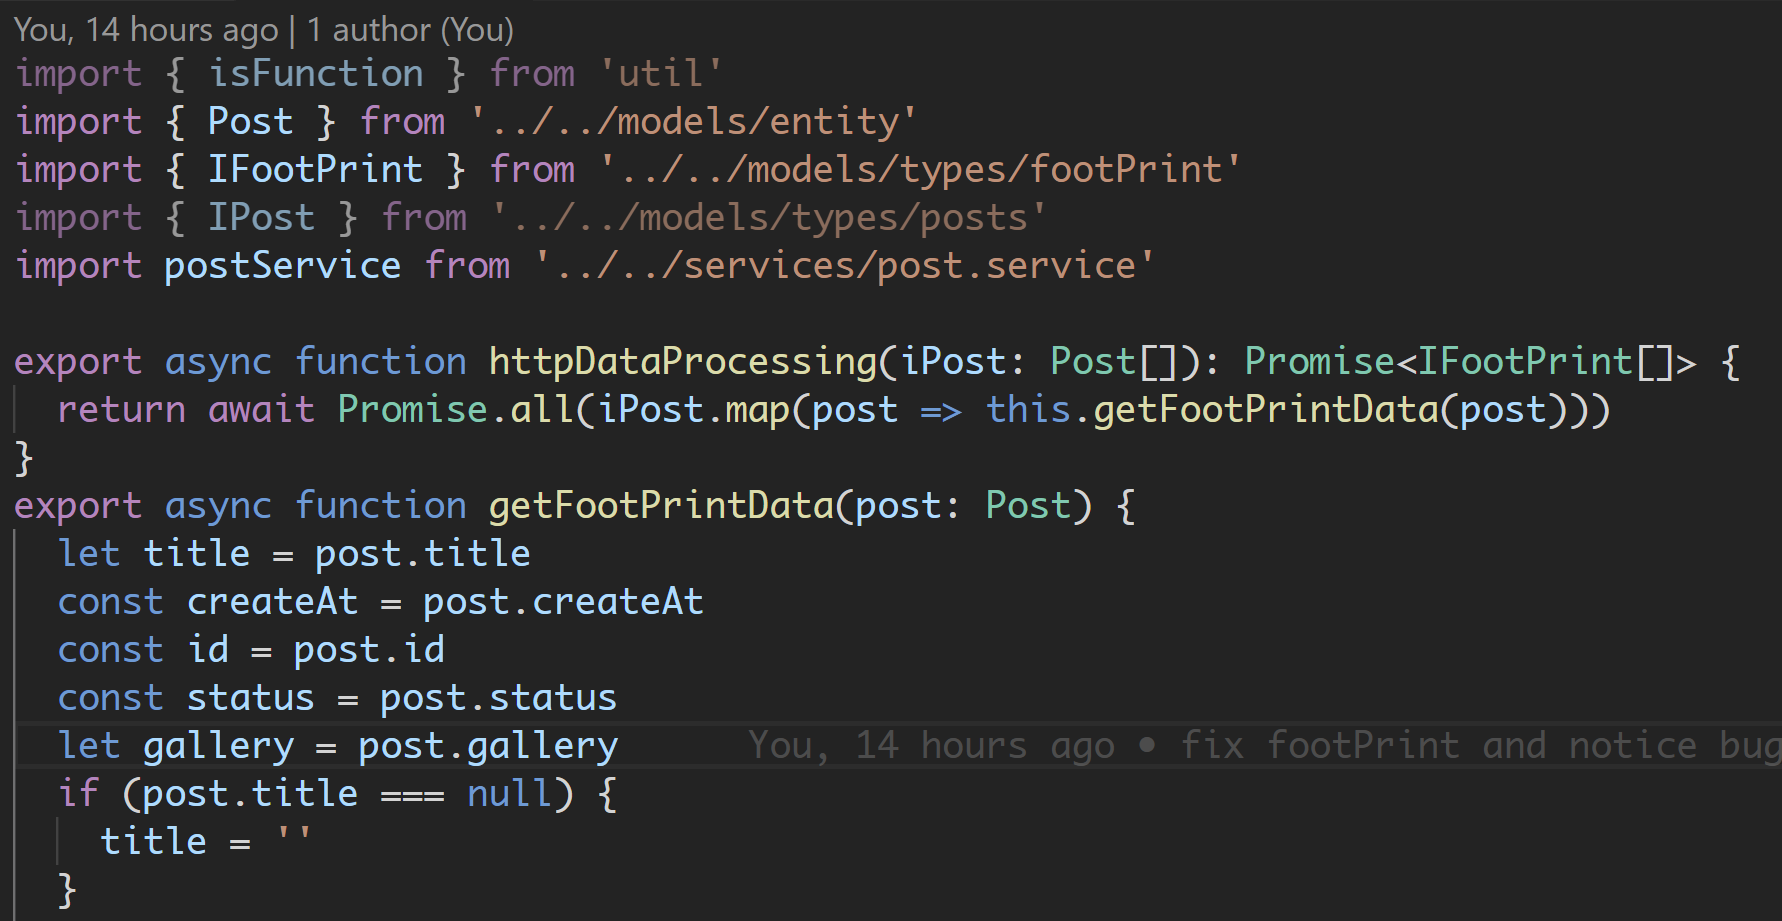 You, 14 hours ago | 1 author (You)
import { isFunction } from 'util'
import { Post } from '../../models/entity'
import { IFootPrint } from '../../models/types/footPrint'
import { IPost } from '../../models/types/posts'
import postService from '../../services/post.service'
export async function httpDataProcessing(iPost: Post[]): Promise<IFootPrint[]> {
  return await Promise.all(iPost.map(post => this.getFootPrintData(post)))
}
export async function getFootPrintData(post: Post) {
  let title = post.title
  const createAt = post.createAt
  const id = post.id
  const status = post.status
  let gallery = post.gallery      You, 14 hours ago • fix footPrint and notice bug
  if (post.title === null) {
    title = ''
  }